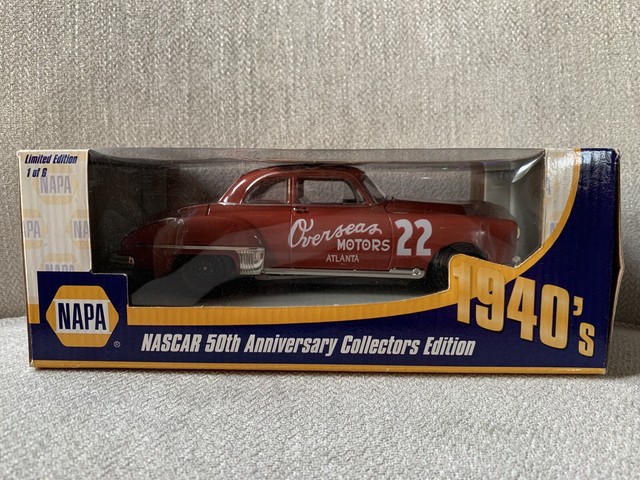 Limited Edition
1 of 6
NAPA
Overseas
MOTORS
ATLANTA
22
1940's
NAPA
®
NASCAR 50th Anniversary Collectors Edition